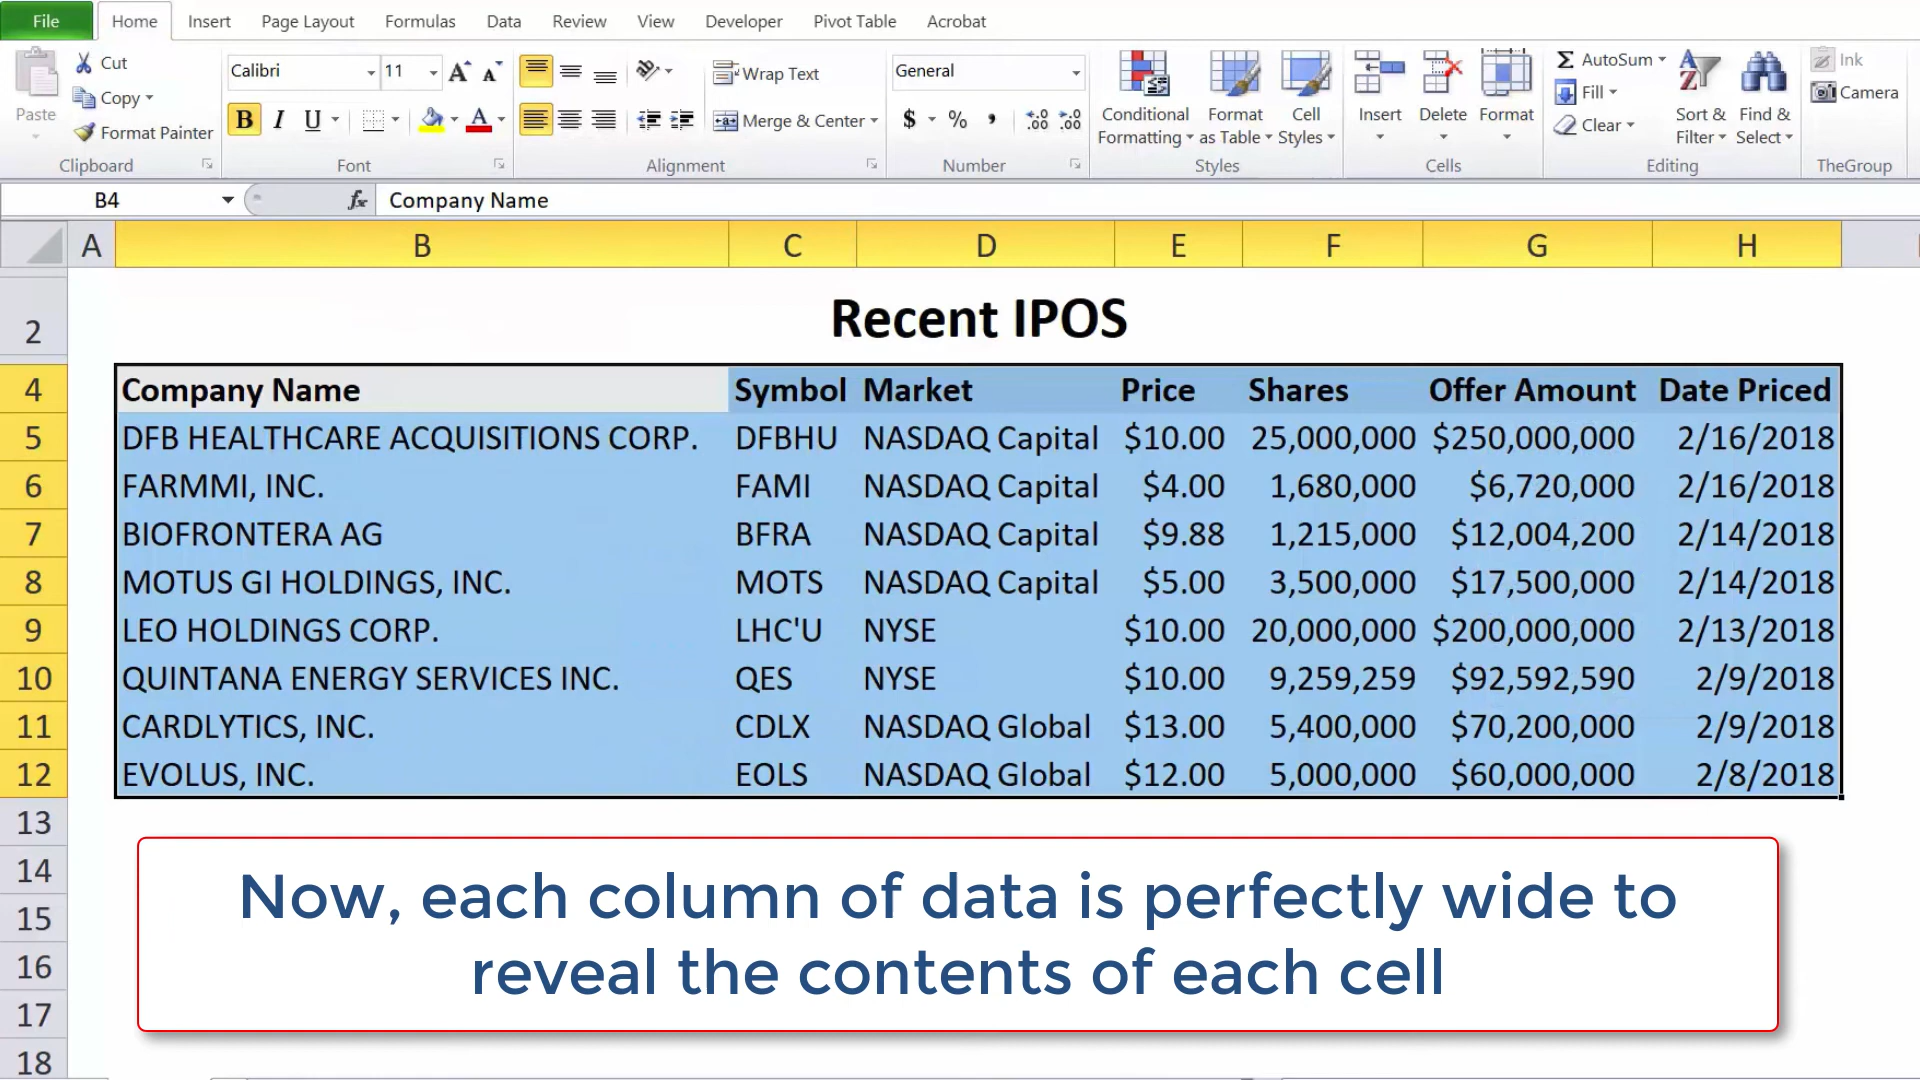 File Home Insert Page Layout Formulas Data Review View Developer Pivot Table Acrobat
Cut
Copy
Format Painter
Paste
Clipboard
Calibri 11
B I U
Font
Wrap Text
Merge & Center
Alignment
General
$ %
Number
Conditional Formatting
Format as Table
Cell Styles
Styles
Insert Delete Format
Cells
AutoSum
Fill
Clear
Sort & Filter
Find & Select
Editing
Ink
Camera
TheGroup
B4 fx Company Name
A B C D E F G H
2 Recent IPOS
4 Company Name Symbol Market Price Shares Offer Amount Date Priced
5 DFB HEALTHCARE ACQUISITIONS CORP. DFBHU NASDAQ Capital $10.00 25,000,000 $250,000,000 2/16/2018
6 FARMMI, INC. FAMI NASDAQ Capital $4.00 1,680,000 $6,720,000 2/16/2018
7 BIOFRONTERA AG BFRA NASDAQ Capital $9.88 1,215,000 $12,004,200 2/14/2018
8 MOTUS GI HOLDINGS, INC. MOTS NASDAQ Capital $5.00 3,500,000 $17,500,000 2/14/2018
9 LEO HOLDINGS CORP. LHC'U NYSE $10.00 20,000,000 $200,000,000 2/13/2018
10 QUINTANA ENERGY SERVICES INC. QES NYSE $10.00 9,259,259 $92,592,590 2/9/2018
11 CARDLYTICS, INC. CDLX NASDAQ Global $13.00 5,400,000 $70,200,000 2/9/2018
12 EVOLUS, INC. EOLS NASDAQ Global $12.00 5,000,000 $60,000,000 2/8/2018
13
14
15
16
17
18
Now, each column of data is perfectly wide to
reveal the contents of each cell